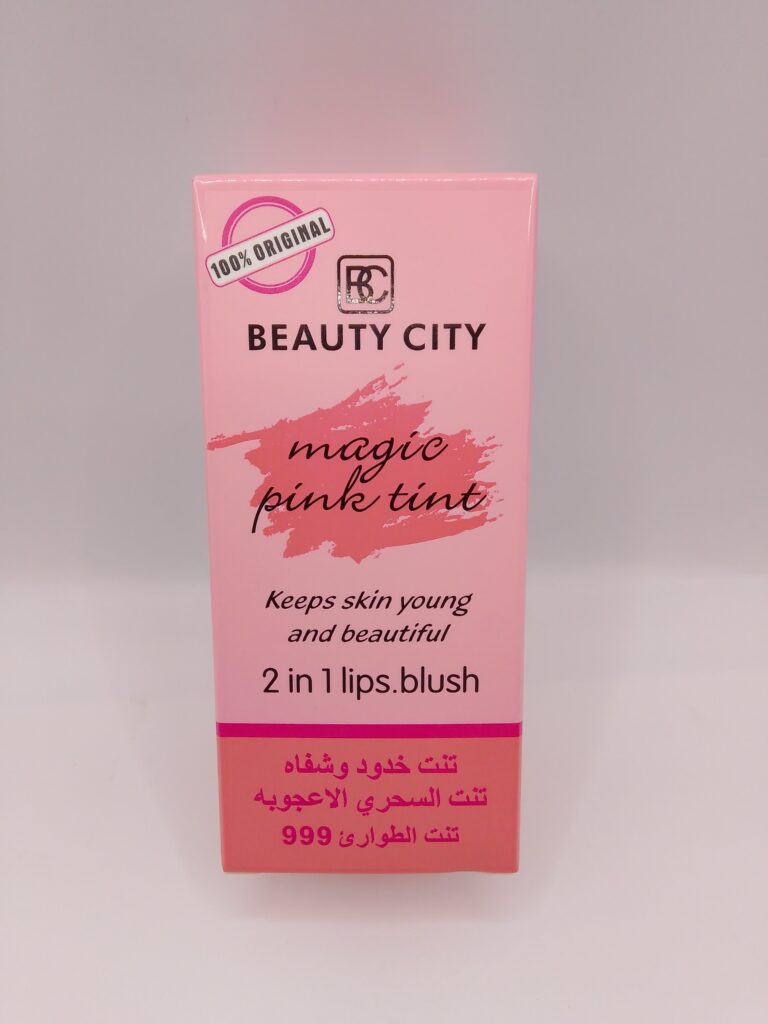 100% ORIGINAL
BC
BEAUTY CITY
magic
pink tint
Keeps skin young
and beautiful
2 in 1 lips.blush
تنت خدود وشفاه
تنت السحري الاعجوبه
تنت الطوارئ 999